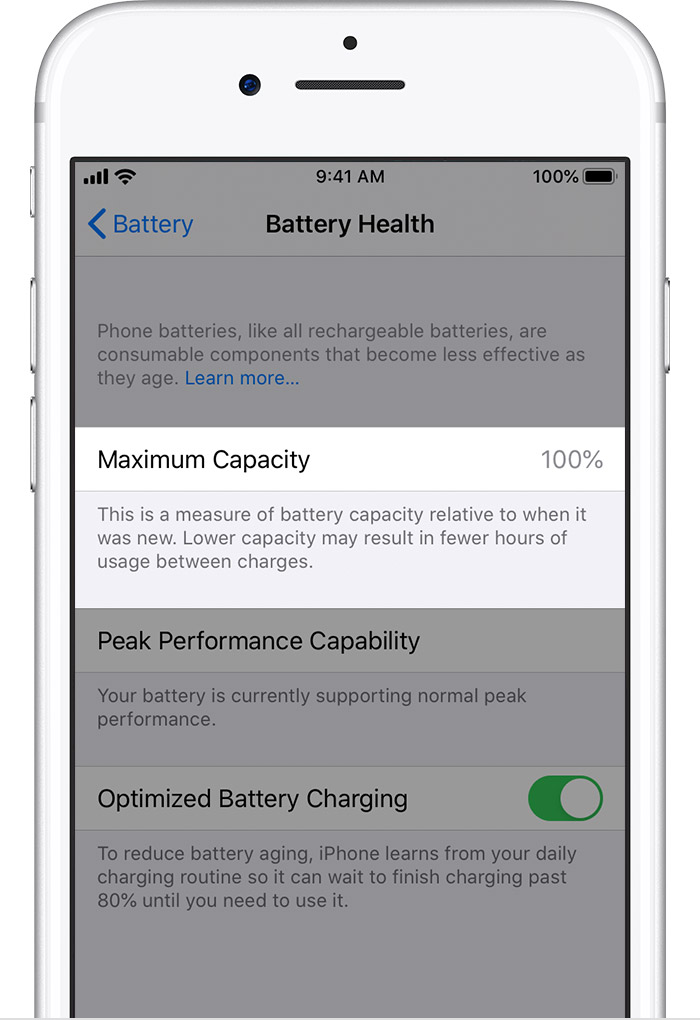 9:41 AM 100%
Battery Battery Health
Phone batteries, like all rechargeable batteries, are
consumable components that become less effective as
they age. Learn more...
Maximum Capacity 100%
This is a measure of battery capacity relative to when it
was new. Lower capacity may result in fewer hours of
usage between charges.
Peak Performance Capability
Your battery is currently supporting normal peak
performance.
Optimized Battery Charging
To reduce battery aging, iPhone learns from your daily
charging routine so it can wait to finish charging past
80% until you need to use it.